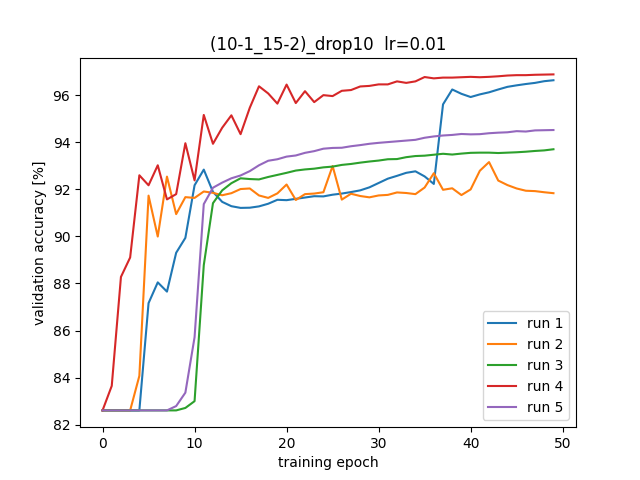 (10-1_15-2)_drop10  lr=0.01
validation accuracy [%]
96
94
92
90
88
86
84
82
0
10
20
30
40
50
training epoch
run 1
run 2
run 3
run 4
run 5